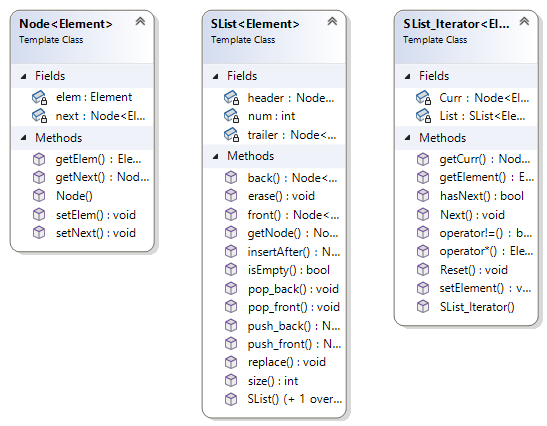 Node<Element>
Template Class
Fields
elem : Element
next : Node<El...
Methods
getElem() : Ele...
getNext() : Nod...
Node()
setElem() : void
setNext() : void
SList<Element>
Template Class
Fields
header : Node...
num : int
trailer : Node<...
Methods
back() : Node<...
erase() : void
front() : Node<...
getNode() : No...
insertAfter() : N...
isEmpty() : bool
pop_back() : void
pop_front() : void
push_back() : N...
push_front() : N...
replace() : void
size() : int
SList() (+ 1 over...
SList_Iterator<El...
Template Class
Fields
Curr : Node<El...
List : SList<Ele...
Methods
getCurr() : Nod...
getElement() : E...
hasNext() : bool
Next() : void
operator!=() : b...
operator*() : Ele...
Reset() : void
setElement() : v...
SList_Iterator()